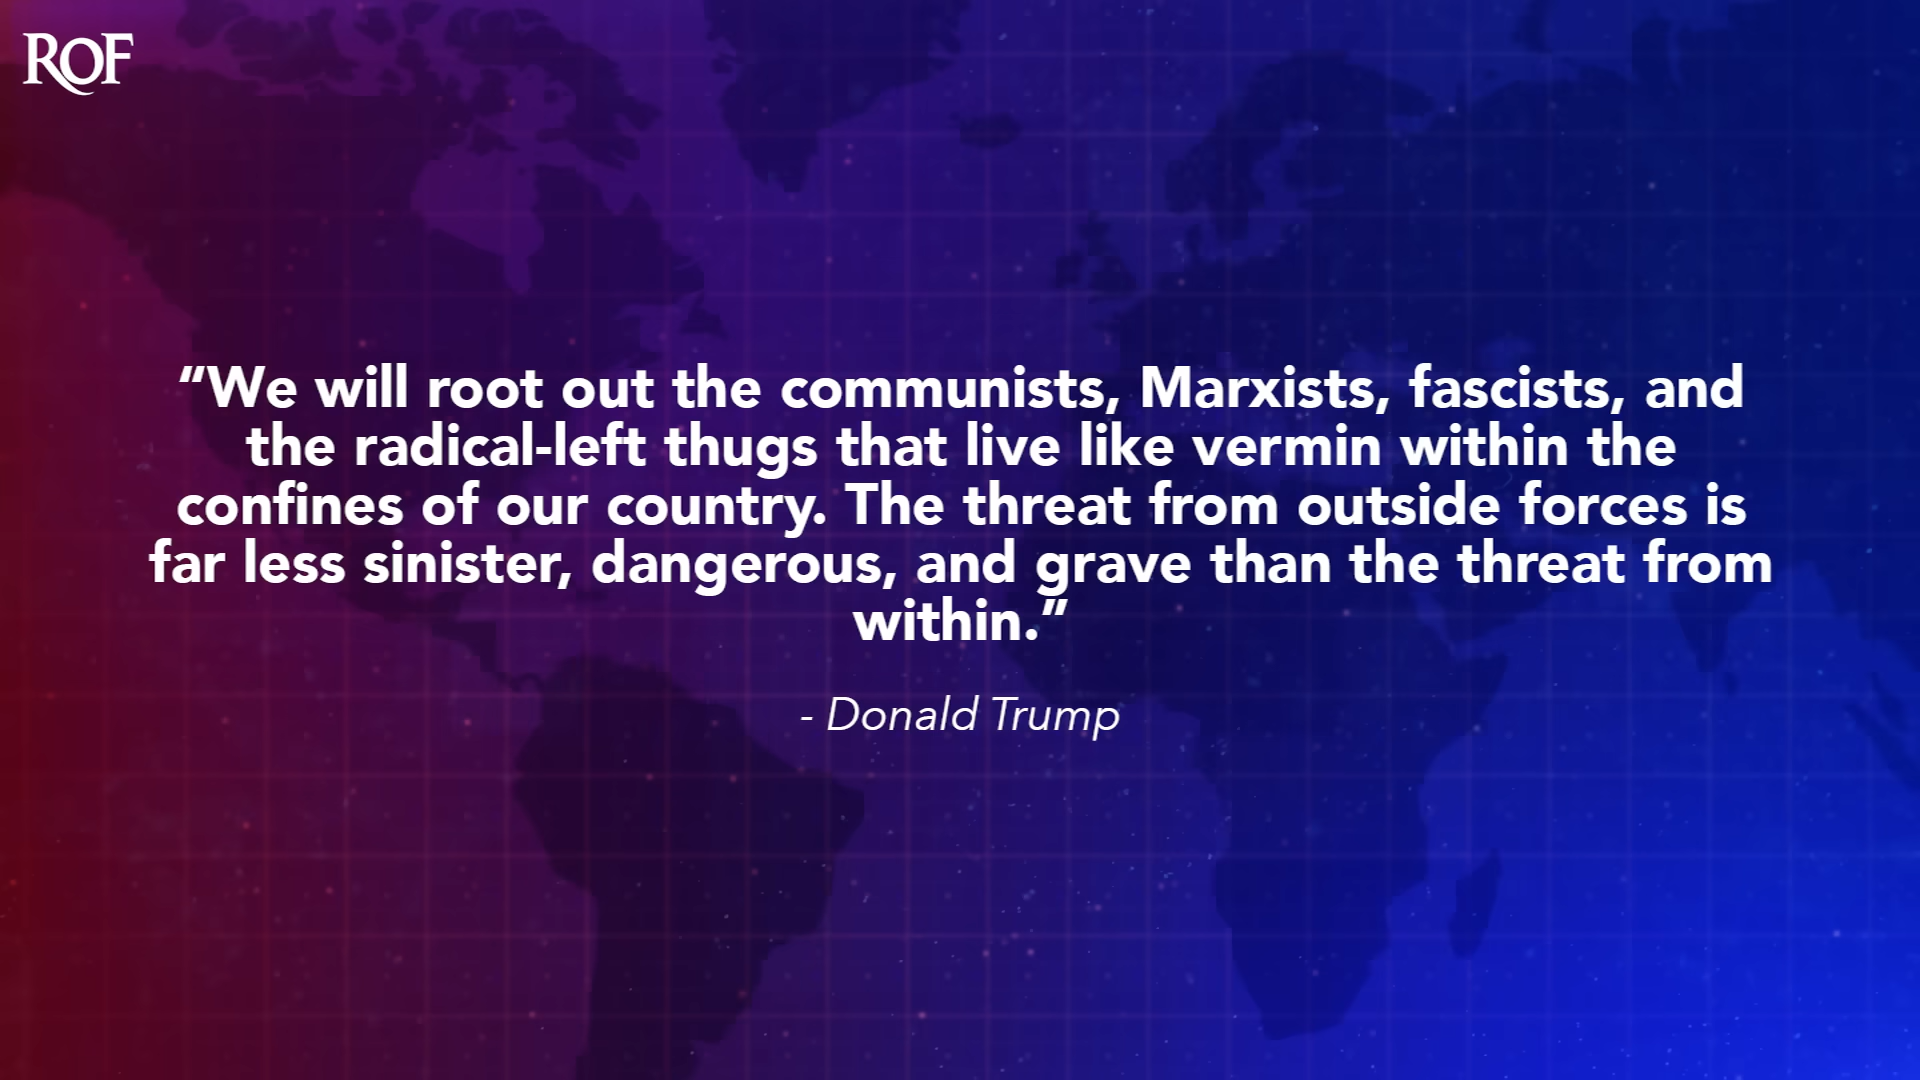 ROF
“We will root out the communists, Marxists, fascists, and
the radical-left thugs that live like vermin within the
confines of our country. The threat from outside forces is
far less sinister, dangerous, and grave than the threat from
within.”
- Donald Trump